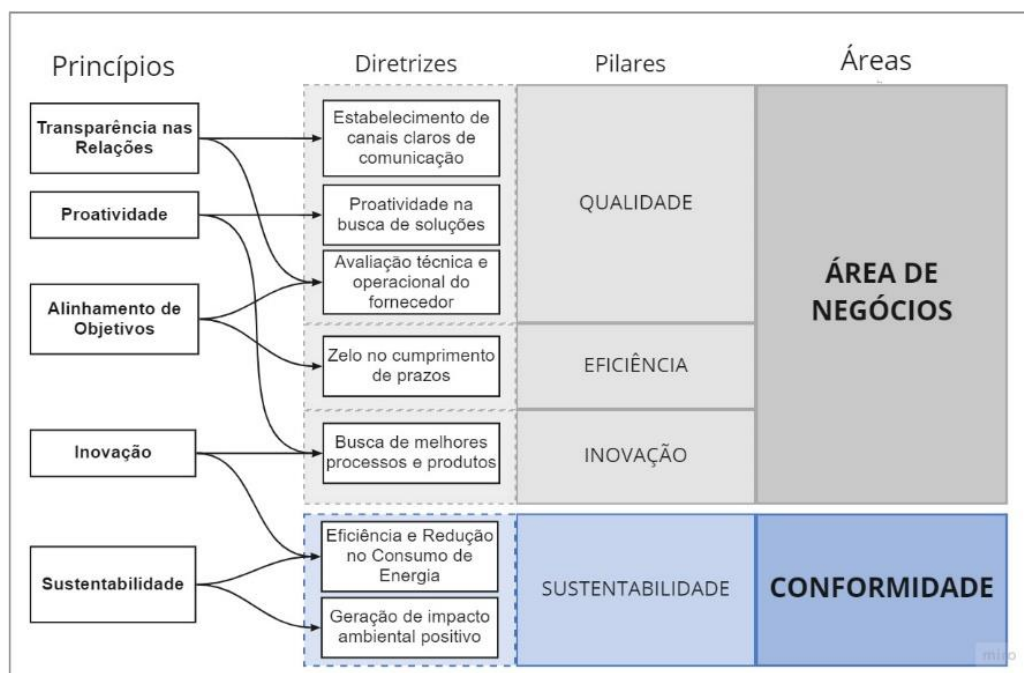 Princípios
Diretrizes
Pilares
Áreas
Transparência nas
Relações
Proatividade
Alinhamento de
Objetivos
Inovação
Sustentabilidade
Estabelecimento de
canais claros de
comunicação
Proatividade na
busca de soluções
Avaliação técnica e
operacional do
fornecedor
Zelo no cumprimento
de prazos
Busca de melhores
processos e produtos
Eficiência e Redução
no Consumo de
Energia
Geração de impacto
ambiental positivo
QUALIDADE
EFICIÊNCIA
INOVAÇÃO
SUSTENTABILIDADE
ÁREA DE
NEGÓCIOS
CONFORMIDADE
miro